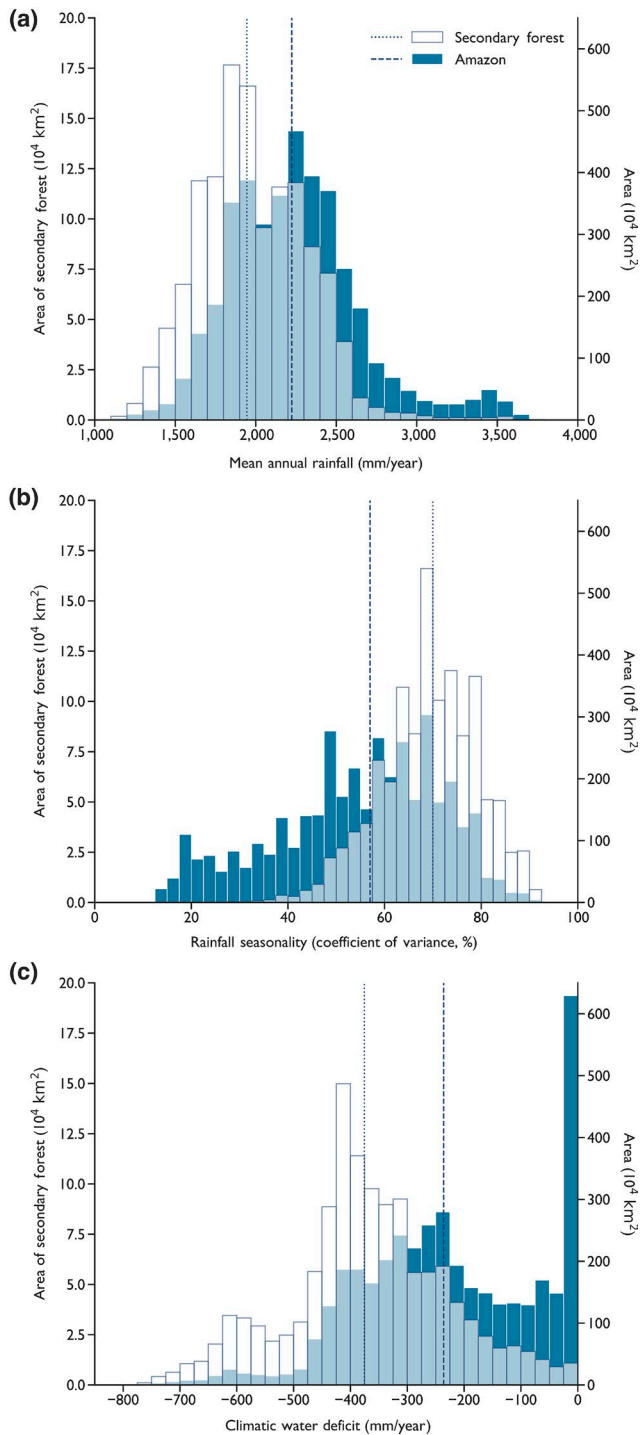 (a)
Secondary forest
Amazon
20.0
17.5
15.0
12.5
10.0
7.5
5.0
2.5
0.0
Area of secondary forest (10⁴ km²)
600
500
400
300
200
100
0
Area (10⁴ km²)
1,000 1,500 2,000 2,500 3,000 3,500 4,000
Mean annual rainfall (mm/year)
(b)
20.0
17.5
15.0
12.5
10.0
7.5
5.0
2.5
0.0
Area of secondary forest (10⁴ km²)
600
500
400
300
200
100
0
Area (10⁴ km²)
0 20 40 60 80 100
Rainfall seasonality (coefficient of variance, %)
(c)
20.0
17.5
15.0
12.5
10.0
7.5
5.0
2.5
0.0
Area of secondary forest (10⁴ km²)
600
500
400
300
200
100
0
Area (10⁴ km²)
−800 −700 −600 −500 −400 −300 −200 −100 0
Climatic water deficit (mm/year)